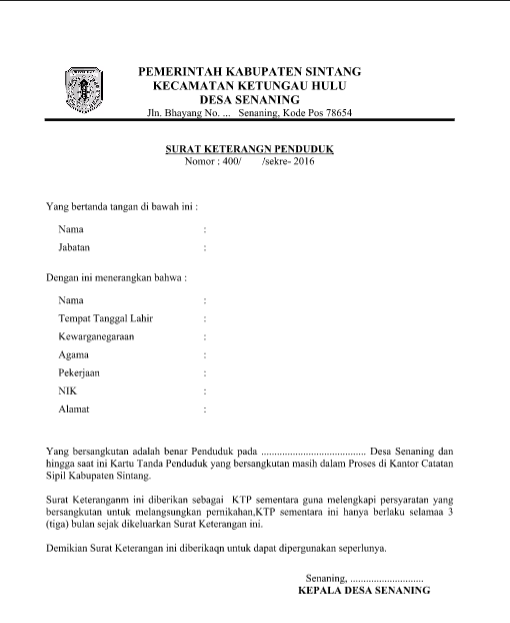 PEMERINTAH KABUPATEN SINTANG
KECAMATAN KETUNGAU HULU
DESA SENANING
Jln. Bhayang No. ... Senaning, Kode Pos 78654
SURAT KETERANGN PENDUDUK
Nomor : 400/ /sekre- 2016
Yang bertanda tangan di bawah ini :
Nama :
Jabatan :
Dengan ini menerangkan bahwa :
Nama :
Tempat Tanggal Lahir :
Kewarganegaraan :
Agama :
Pekerjaan :
NIK :
Alamat :
Yang bersangkutan adalah benar Penduduk pada ........................................ Desa Senaning dan
hingga saat ini Kartu Tanda Penduduk yang bersangkutan masih dalam Proses di Kantor Catatan
Sipil Kabupaten Sintang.
Surat Keteranganm ini diberikan sebagai KTP sementara guna melengkapi persyaratan yang
bersangkutan untuk melangsungkan pernikahan,KTP sementara ini hanya berlaku selamaa 3
(tiga) bulan sejak dikeluarkan Surat Keterangan ini.
Demikian Surat Keterangan ini diberikaqn untuk dapat dipergunakan seperlunya.
Senaning, ............................
KEPALA DESA SENANING